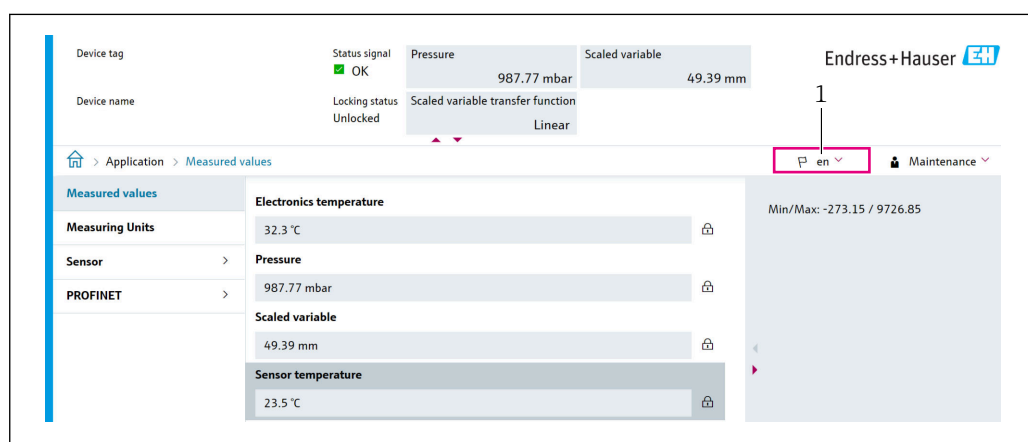 Device tag
Status signal
OK
Pressure
987.77 mbar
Scaled variable
49.39 mm
Endress+Hauser EH
Device name
Locking status
Unlocked
Scaled variable transfer function
Linear
1
> Application > Measured values
en
Maintenance
Measured values
Measuring Units
Sensor >
PROFINET >
Electronics temperature
32.3 °C
Pressure
987.77 mbar
Scaled variable
49.39 mm
Sensor temperature
23.5 °C
Min/Max: -273.15 / 9726.85